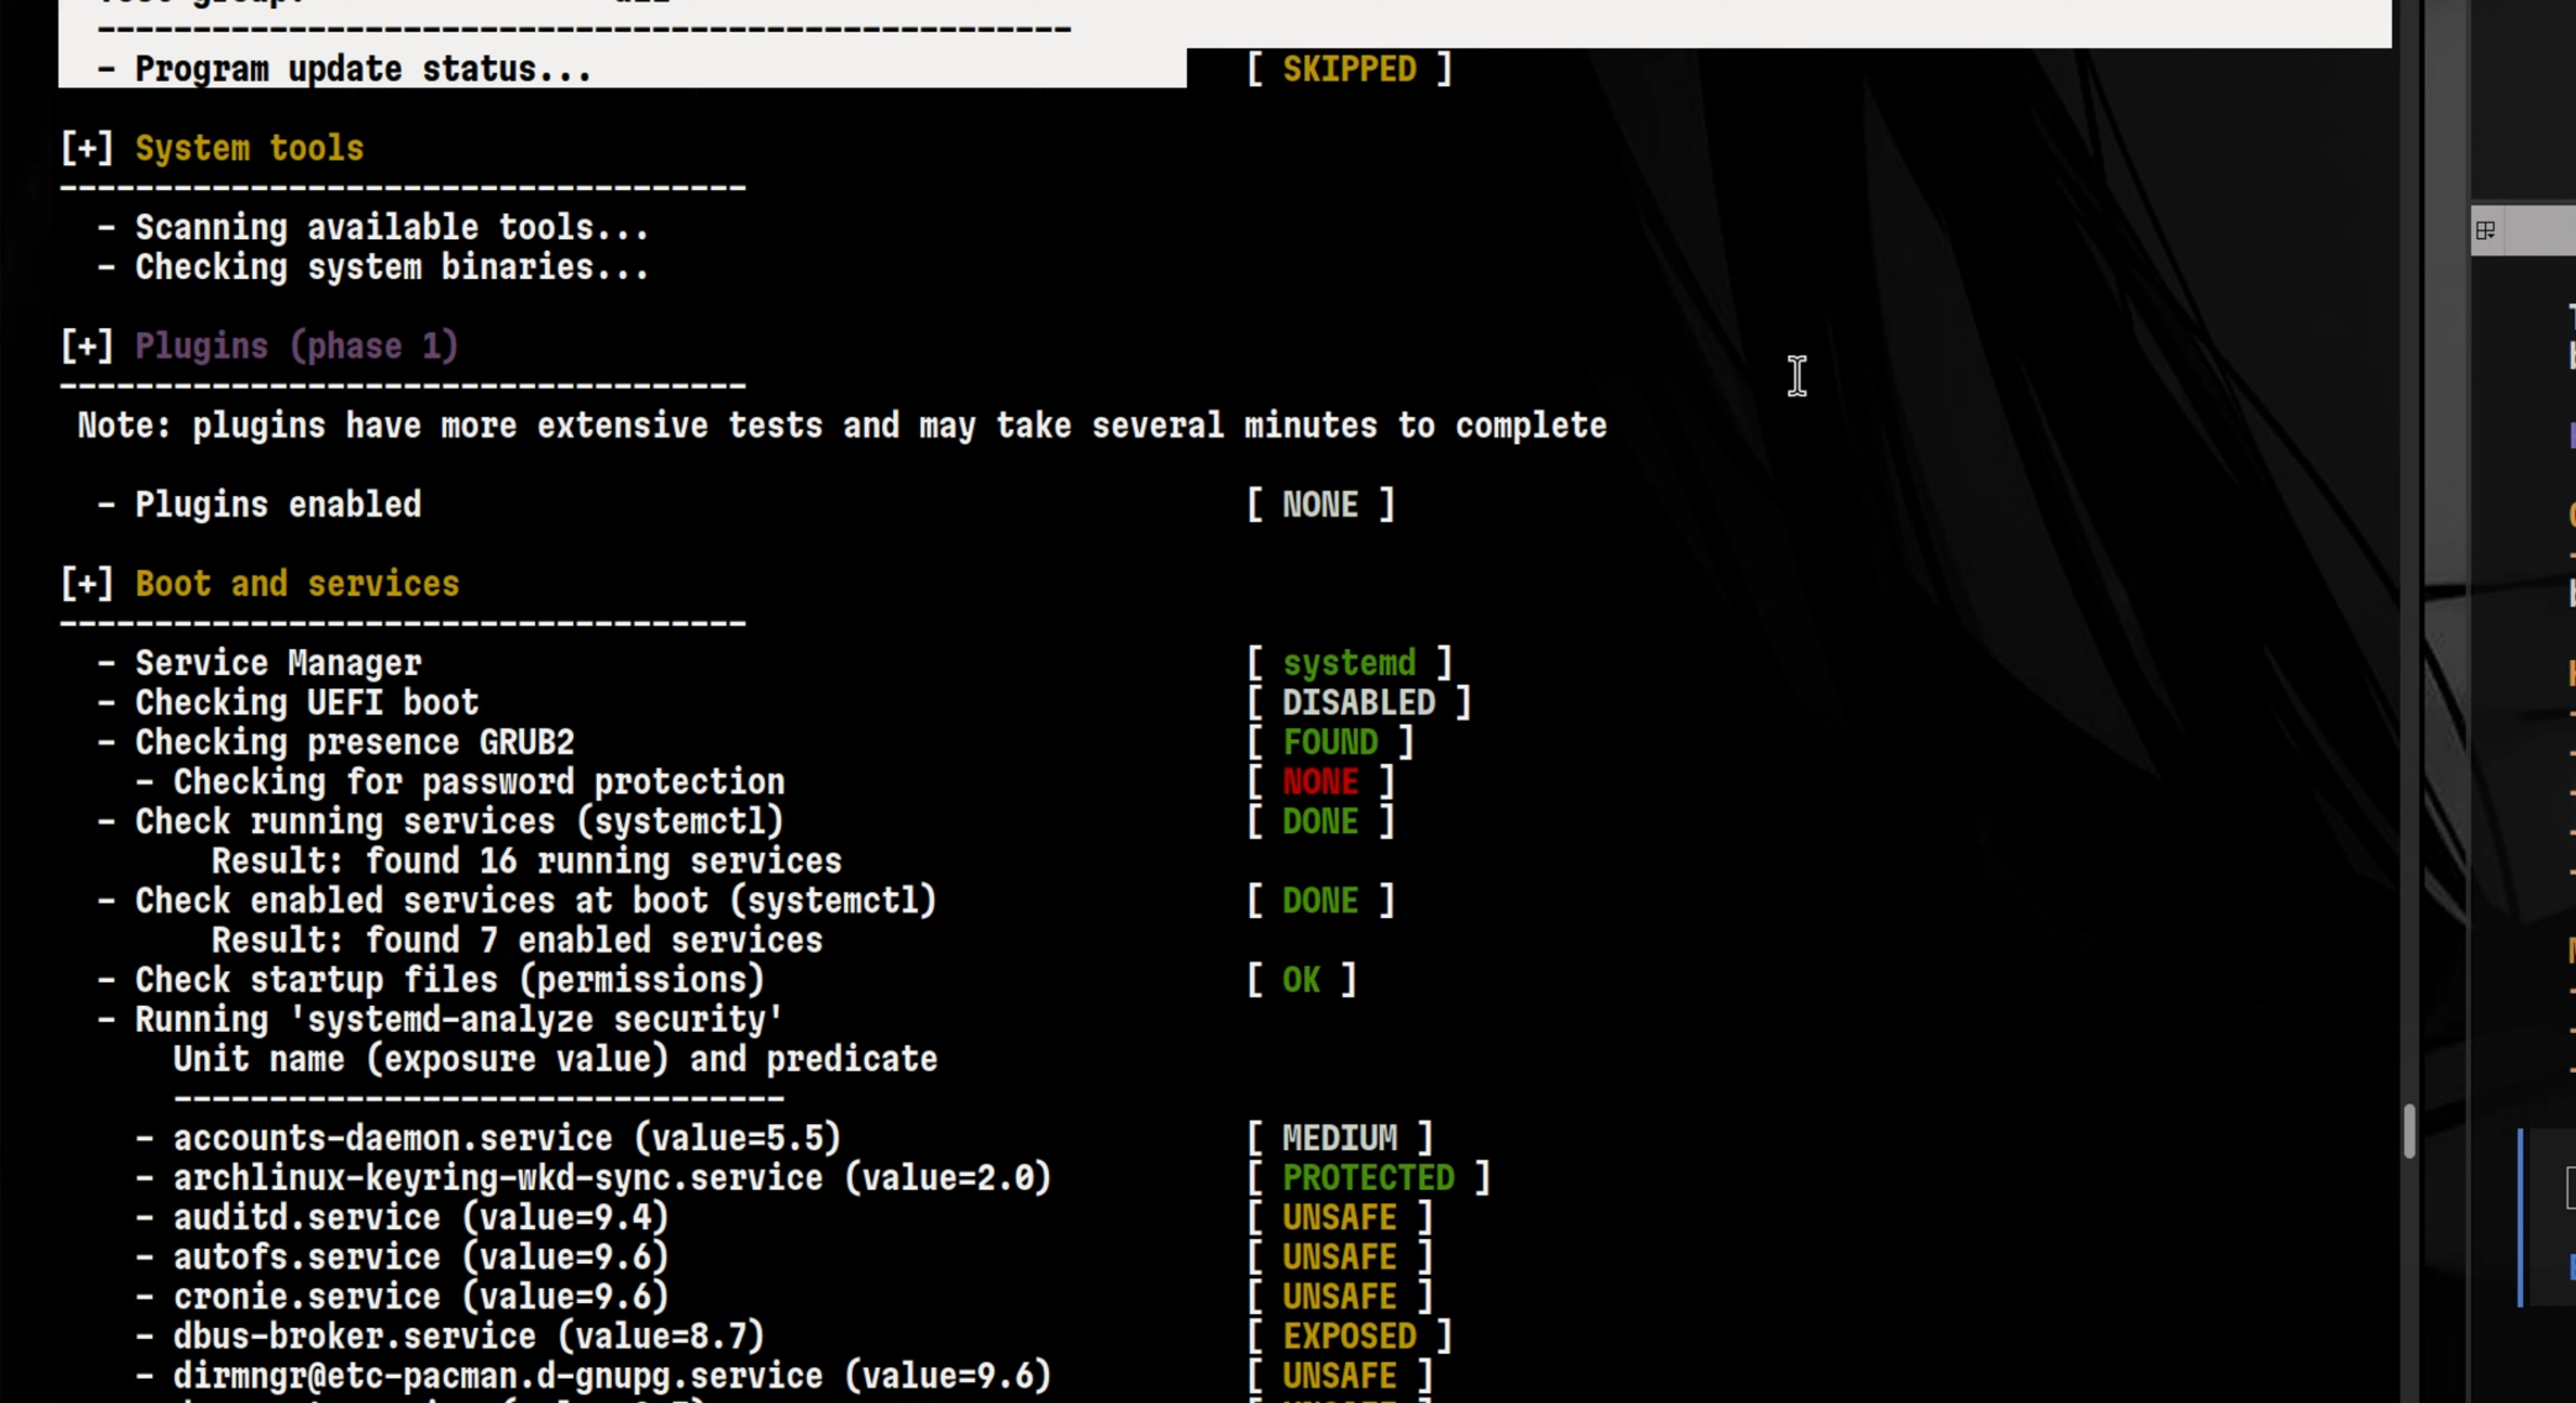 --------------------------------------------------
- Program update status... [ SKIPPED ]
[+] System tools
------------------------------------
- Scanning available tools...
- Checking system binaries...
[+] Plugins (phase 1)
------------------------------------
Note: plugins have more extensive tests and may take several minutes to complete
- Plugins enabled [ NONE ]
[+] Boot and services
------------------------------------
- Service Manager [ systemd ]
- Checking UEFI boot [ DISABLED ]
- Checking presence GRUB2 [ FOUND ]
- Checking for password protection [ NONE ]
- Check running services (systemctl) [ DONE ]
Result: found 16 running services
- Check enabled services at boot (systemctl) [ DONE ]
Result: found 7 enabled services
- Check startup files (permissions) [ OK ]
- Running 'systemd-analyze security'
Unit name (exposure value) and predicate
--------------------------------
- accounts-daemon.service (value=5.5) [ MEDIUM ]
- archlinux-keyring-wkd-sync.service (value=2.0) [ PROTECTED ]
- auditd.service (value=9.4) [ UNSAFE ]
- autofs.service (value=9.6) [ UNSAFE ]
- cronie.service (value=9.6) [ UNSAFE ]
- dbus-broker.service (value=8.7) [ EXPOSED ]
- dirmngr@etc-pacman.d-gnupg.service (value=9.6) [ UNSAFE ]